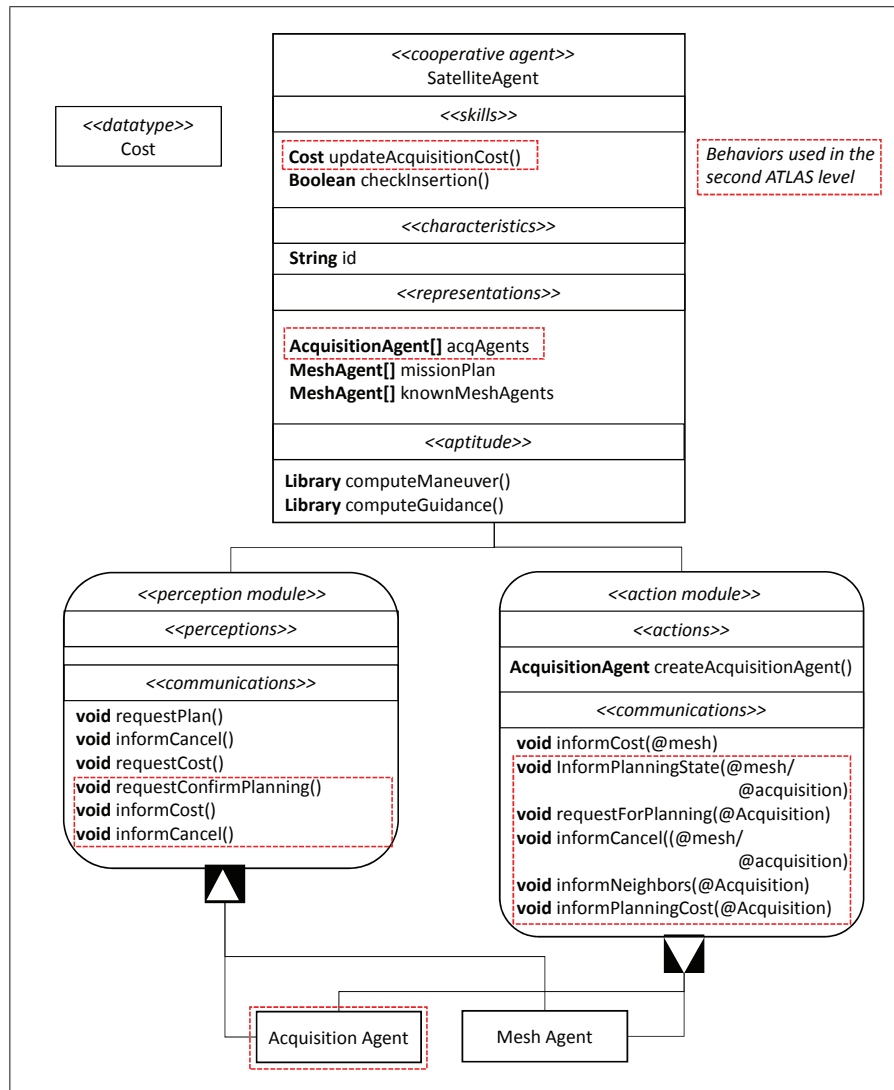 <<cooperative agent>>
SatelliteAgent
<<skills>>
Cost updateAcquisitionCost()
Boolean checkInsertion()
<<characteristics>>
String id
<<representations>>
AcquisitionAgent[] acqAgents
MeshAgent[] missionPlan
MeshAgent[] knownMeshAgents
<<aptitude>>
Library computeManeuver()
Library computeGuidance()
<<datatype>>
Cost
Behaviors used in the
second ATLAS level
<<perception module>>
<<perceptions>>
<<communications>>
void requestPlan()
void informCancel()
void requestCost()
void requestConfirmPlanning()
void informCost()
void informCancel()
<<action module>>
<<actions>>
AcquisitionAgent createAcquisitionAgent()
<<communications>>
void informCost(@mesh)
void InformPlanningState(@mesh/
@acquisition)
void requestForPlanning(@Acquisition)
void informCancel((@mesh/
@acquisition)
void informNeighbors(@Acquisition)
void informPlanningCost(@Acquisition)
Acquisition Agent
Mesh Agent